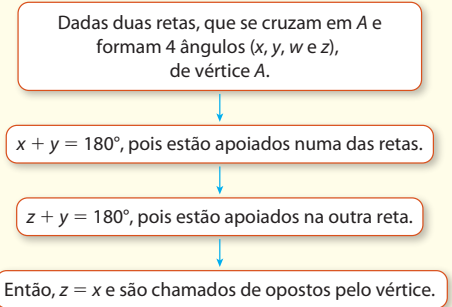 Dadas duas retas, que se cruzam em A e
formam 4 ângulos (x, y, w e z),
de vértice A.
x + y = 180°, pois estão apoiados numa das retas.
z + y = 180°, pois estão apoiados na outra reta.
Então, z = x e são chamados de opostos pelo vértice.